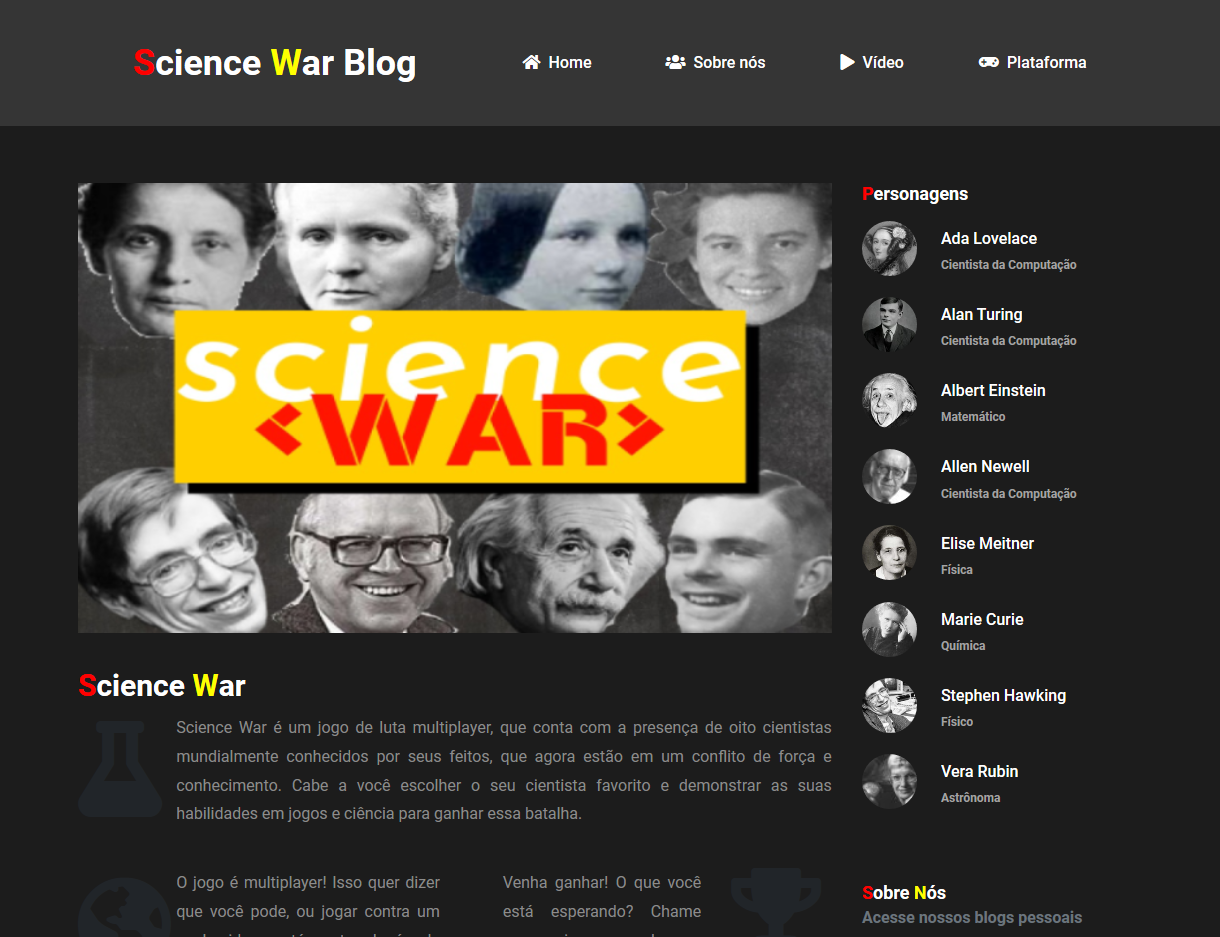 Science War Blog
Home
Sobre nós
Vídeo
Plataforma
science
<WAR>
Science War
Science War é um jogo de luta multiplayer, que conta com a presença de oito cientistas
mundialmente conhecidos por seus feitos, que agora estão em um conflito de força e
conhecimento. Cabe a você escolher o seu cientista favorito e demonstrar as suas
habilidades em jogos e ciência para ganhar essa batalha.
O jogo é multiplayer! Isso quer dizer
que você pode, ou jogar contra um
Venha ganhar! O que você
está esperando? Chame
Personagens
Ada Lovelace
Cientista da Computação
Alan Turing
Cientista da Computação
Albert Einstein
Matemático
Allen Newell
Cientista da Computação
Elise Meitner
Física
Marie Curie
Química
Stephen Hawking
Físico
Vera Rubin
Astrônoma
Sobre Nós
Acesse nossos blogs pessoais